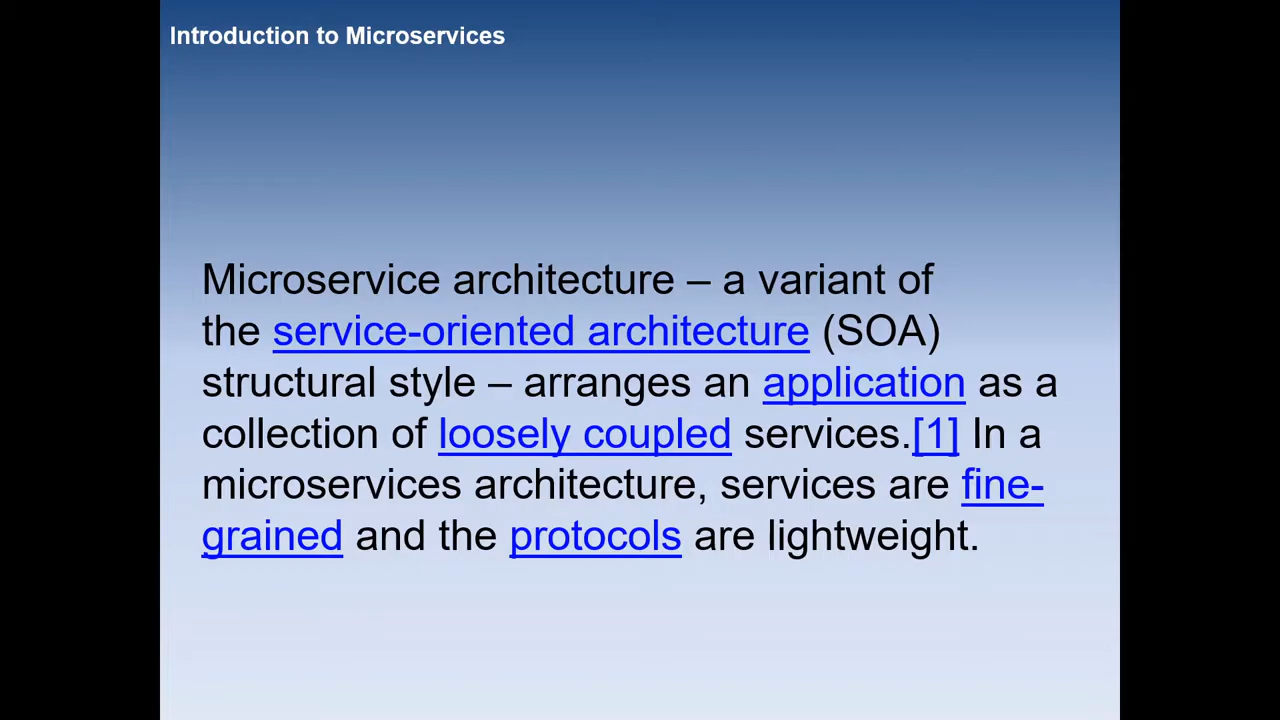 Introduction to Microservices
Microservice architecture – a variant of
the service-oriented architecture (SOA)
structural style – arranges an application as a
collection of loosely coupled services.[1] In a
microservices architecture, services are fine-
grained and the protocols are lightweight.